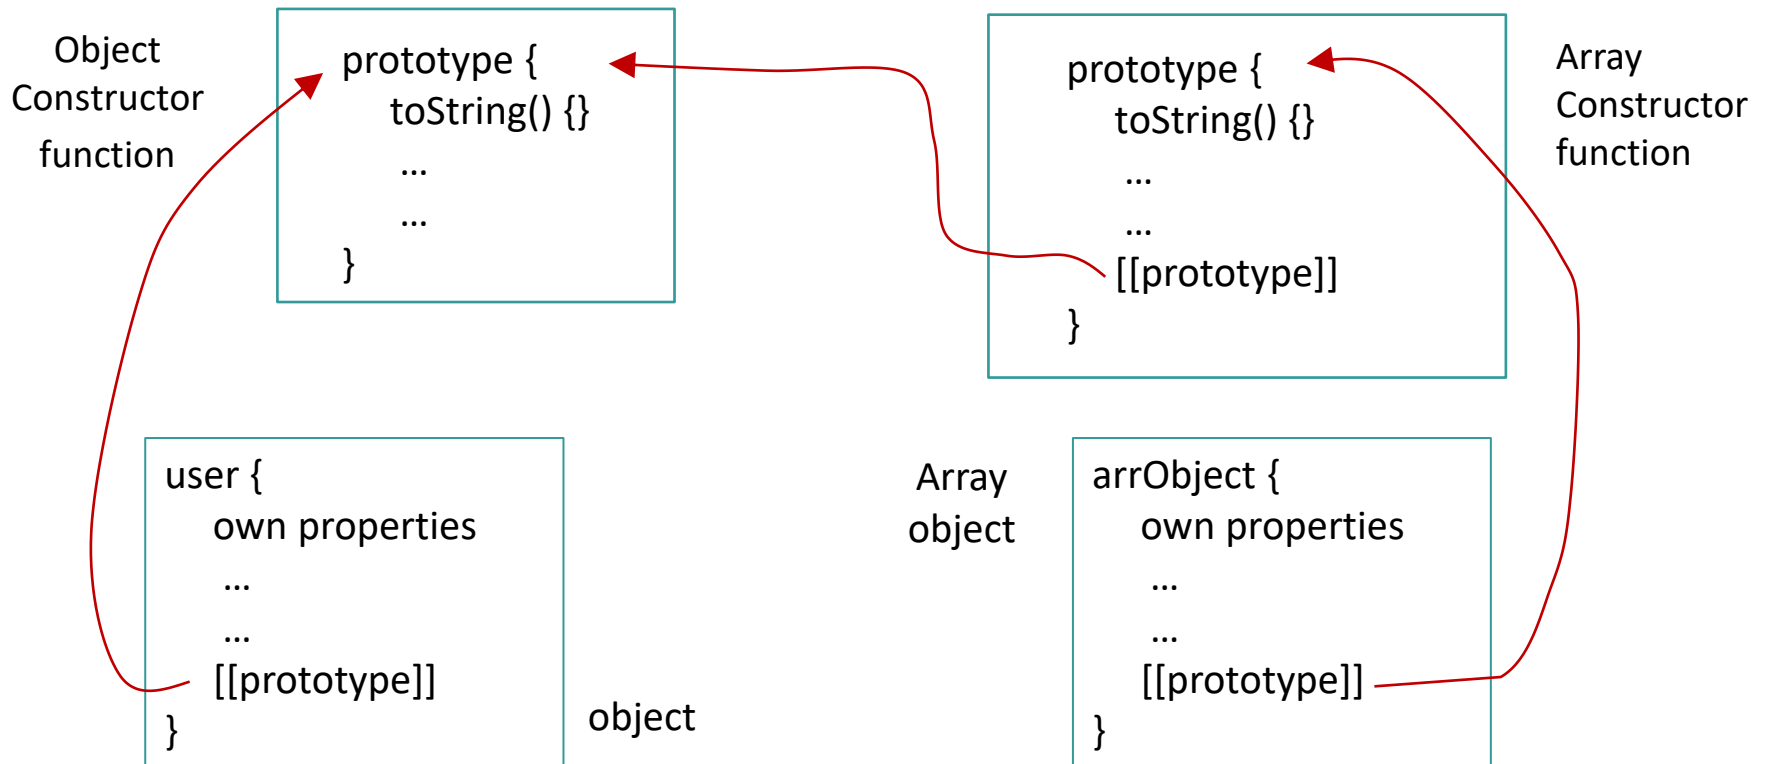 Object
Constructor
function
prototype {
toString() {}
...
...
}
prototype {
toString() {}
...
...
[[prototype]]
}
Array
Constructor
function
user {
own properties
...
...
[[prototype]]
}
object
Array
object
arrObject {
own properties
...
...
[[prototype]]
}